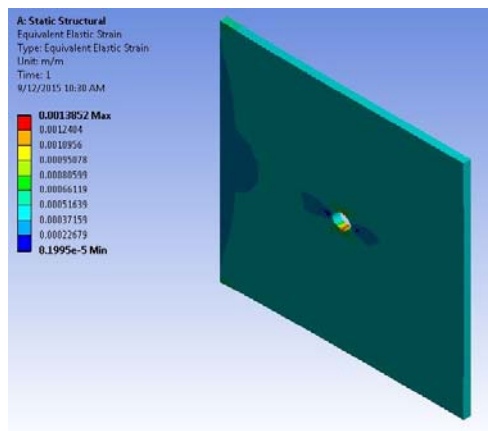 A: Static Structural
Equivalent Elastic Strain
Type: Equivalent Elastic Strain
Unit: m/m
Time: 1
9/12/2015 10:30 AM
0.0013852 Max
0.0012404
0.0010956
0.00095078
0.00080599
0.00066119
0.00051639
0.00037159
0.00022679
8.1995e-5 Min